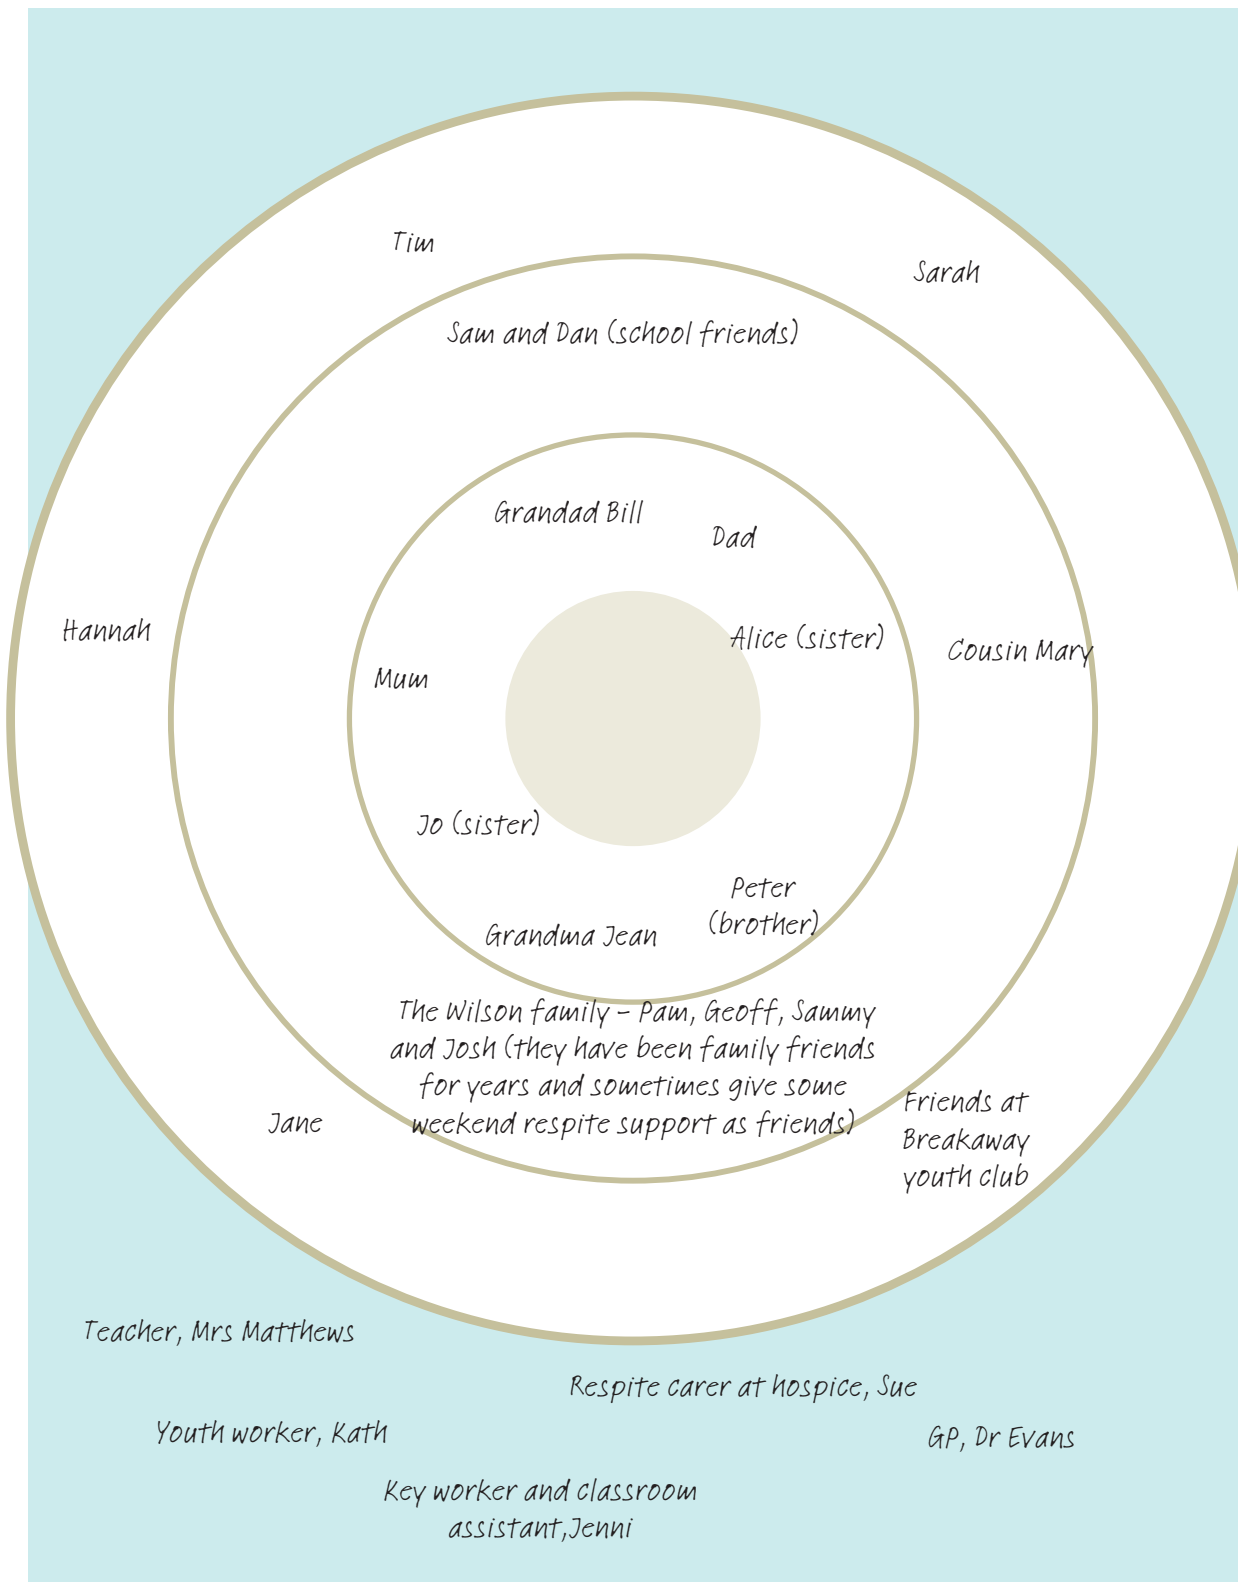 Tim
Sarah
Sam and Dan (school friends)
Grandad Bill
Dad
Hannah
Alice (sister)
Cousin Mary
Mum
Jo (sister)
Peter
(brother)
Grandma Jean
The Wilson family – Pam, Geoff, Sammy
and Josh (they have been family friends
for years and sometimes give some
weekend respite support as friends)
Jane
Friends at
Breakaway
youth club
Teacher, Mrs Matthews
Respite carer at hospice, Sue
Youth worker, Kath
GP, Dr Evans
Key worker and classroom
assistant,Jenni